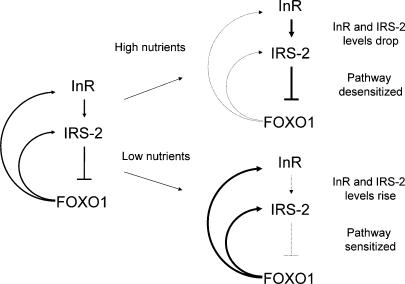 InR
IRS-2
FOXO1
High nutrients
InR
IRS-2
FOXO1
InR and IRS-2
levels drop
Pathway
desensitized
Low nutrients
InR
IRS-2
FOXO1
InR and IRS-2
levels rise
Pathway
sensitized